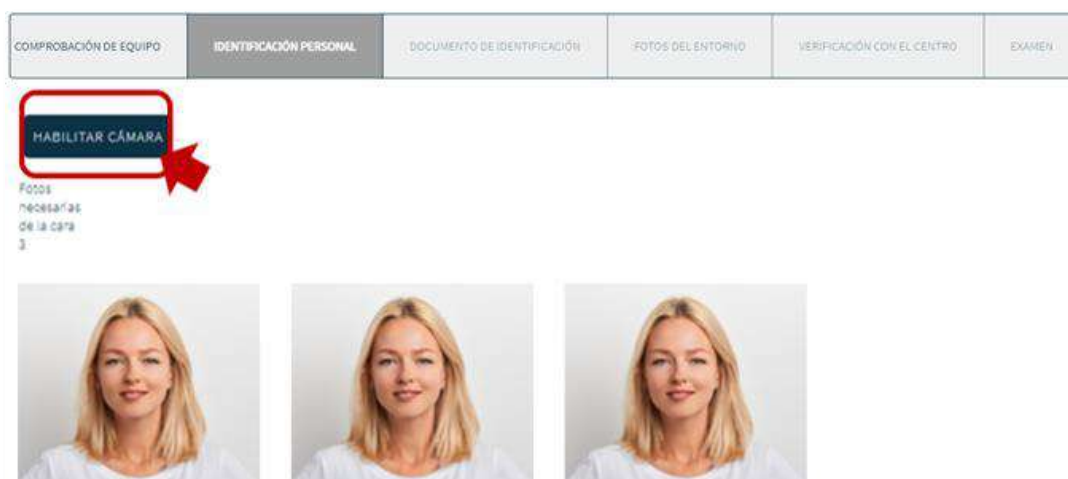 COMPROBACIÓN DE EQUIPO
IDENTIFICACIÓN PERSONAL
DOCUMENTO DE IDENTIFICACIÓN
FOTOS DEL ENTORNO
VERIFICACIÓN CON EL CENTRO
EXAMEN
HABILITAR CÁMARA
Fotos
necesarias
de la cara
3